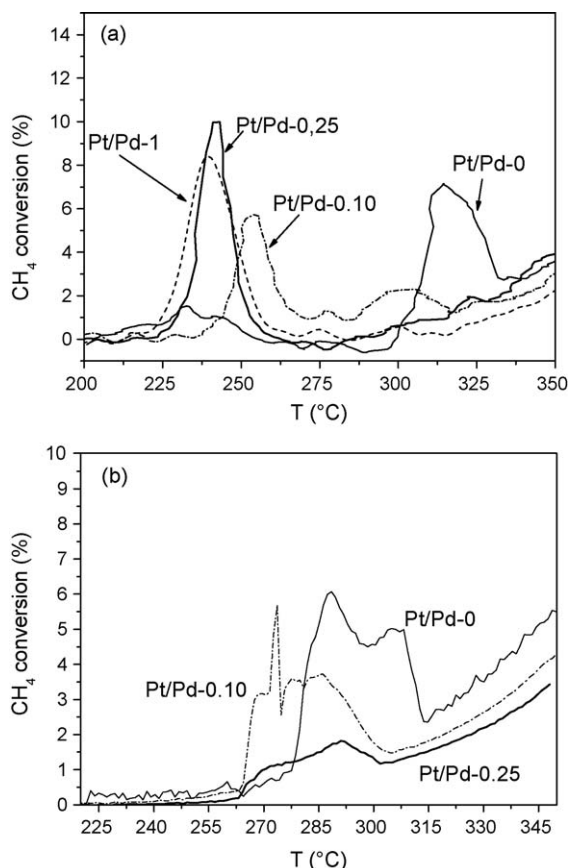 (a)
14
12
10
8
6
4
2
0
CH₄ conversion (%)
Pt/Pd-0,25
Pt/Pd-1
Pt/Pd-0
Pt/Pd-0.10
200 225 250 275 300 325 350
T (°C)
(b)
10
9
8
7
6
5
4
3
2
1
0
CH₄ conversion (%)
Pt/Pd-0
Pt/Pd-0.10
Pt/Pd-0.25
225 240 255 270 285 300 315 330 345
T (°C)